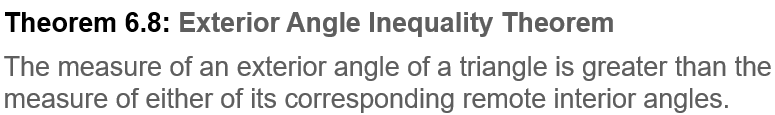 Theorem 6.8: Exterior Angle Inequality Theorem
The measure of an exterior angle of a triangle is greater than the
measure of either of its corresponding remote interior angles.